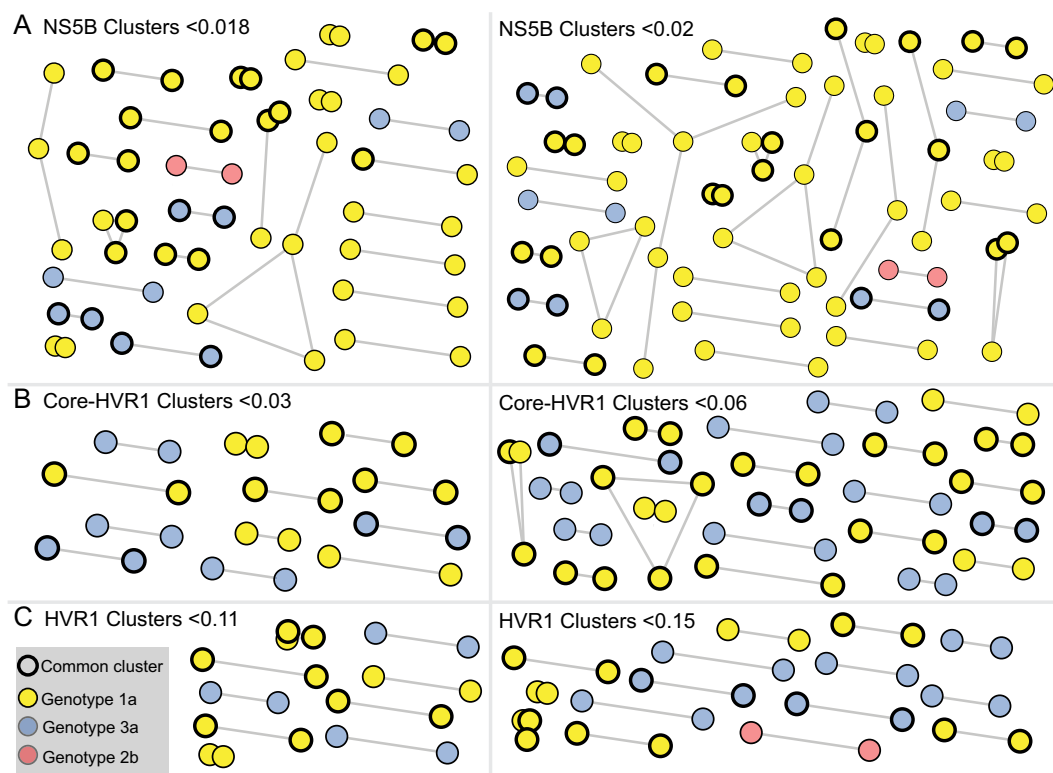 A NS5B Clusters <0.018
NS5B Clusters <0.02
B Core-HVR1 Clusters <0.03
Core-HVR1 Clusters <0.06
C HVR1 Clusters <0.11
HVR1 Clusters <0.15
Common cluster
Genotype 1a
Genotype 3a
Genotype 2b